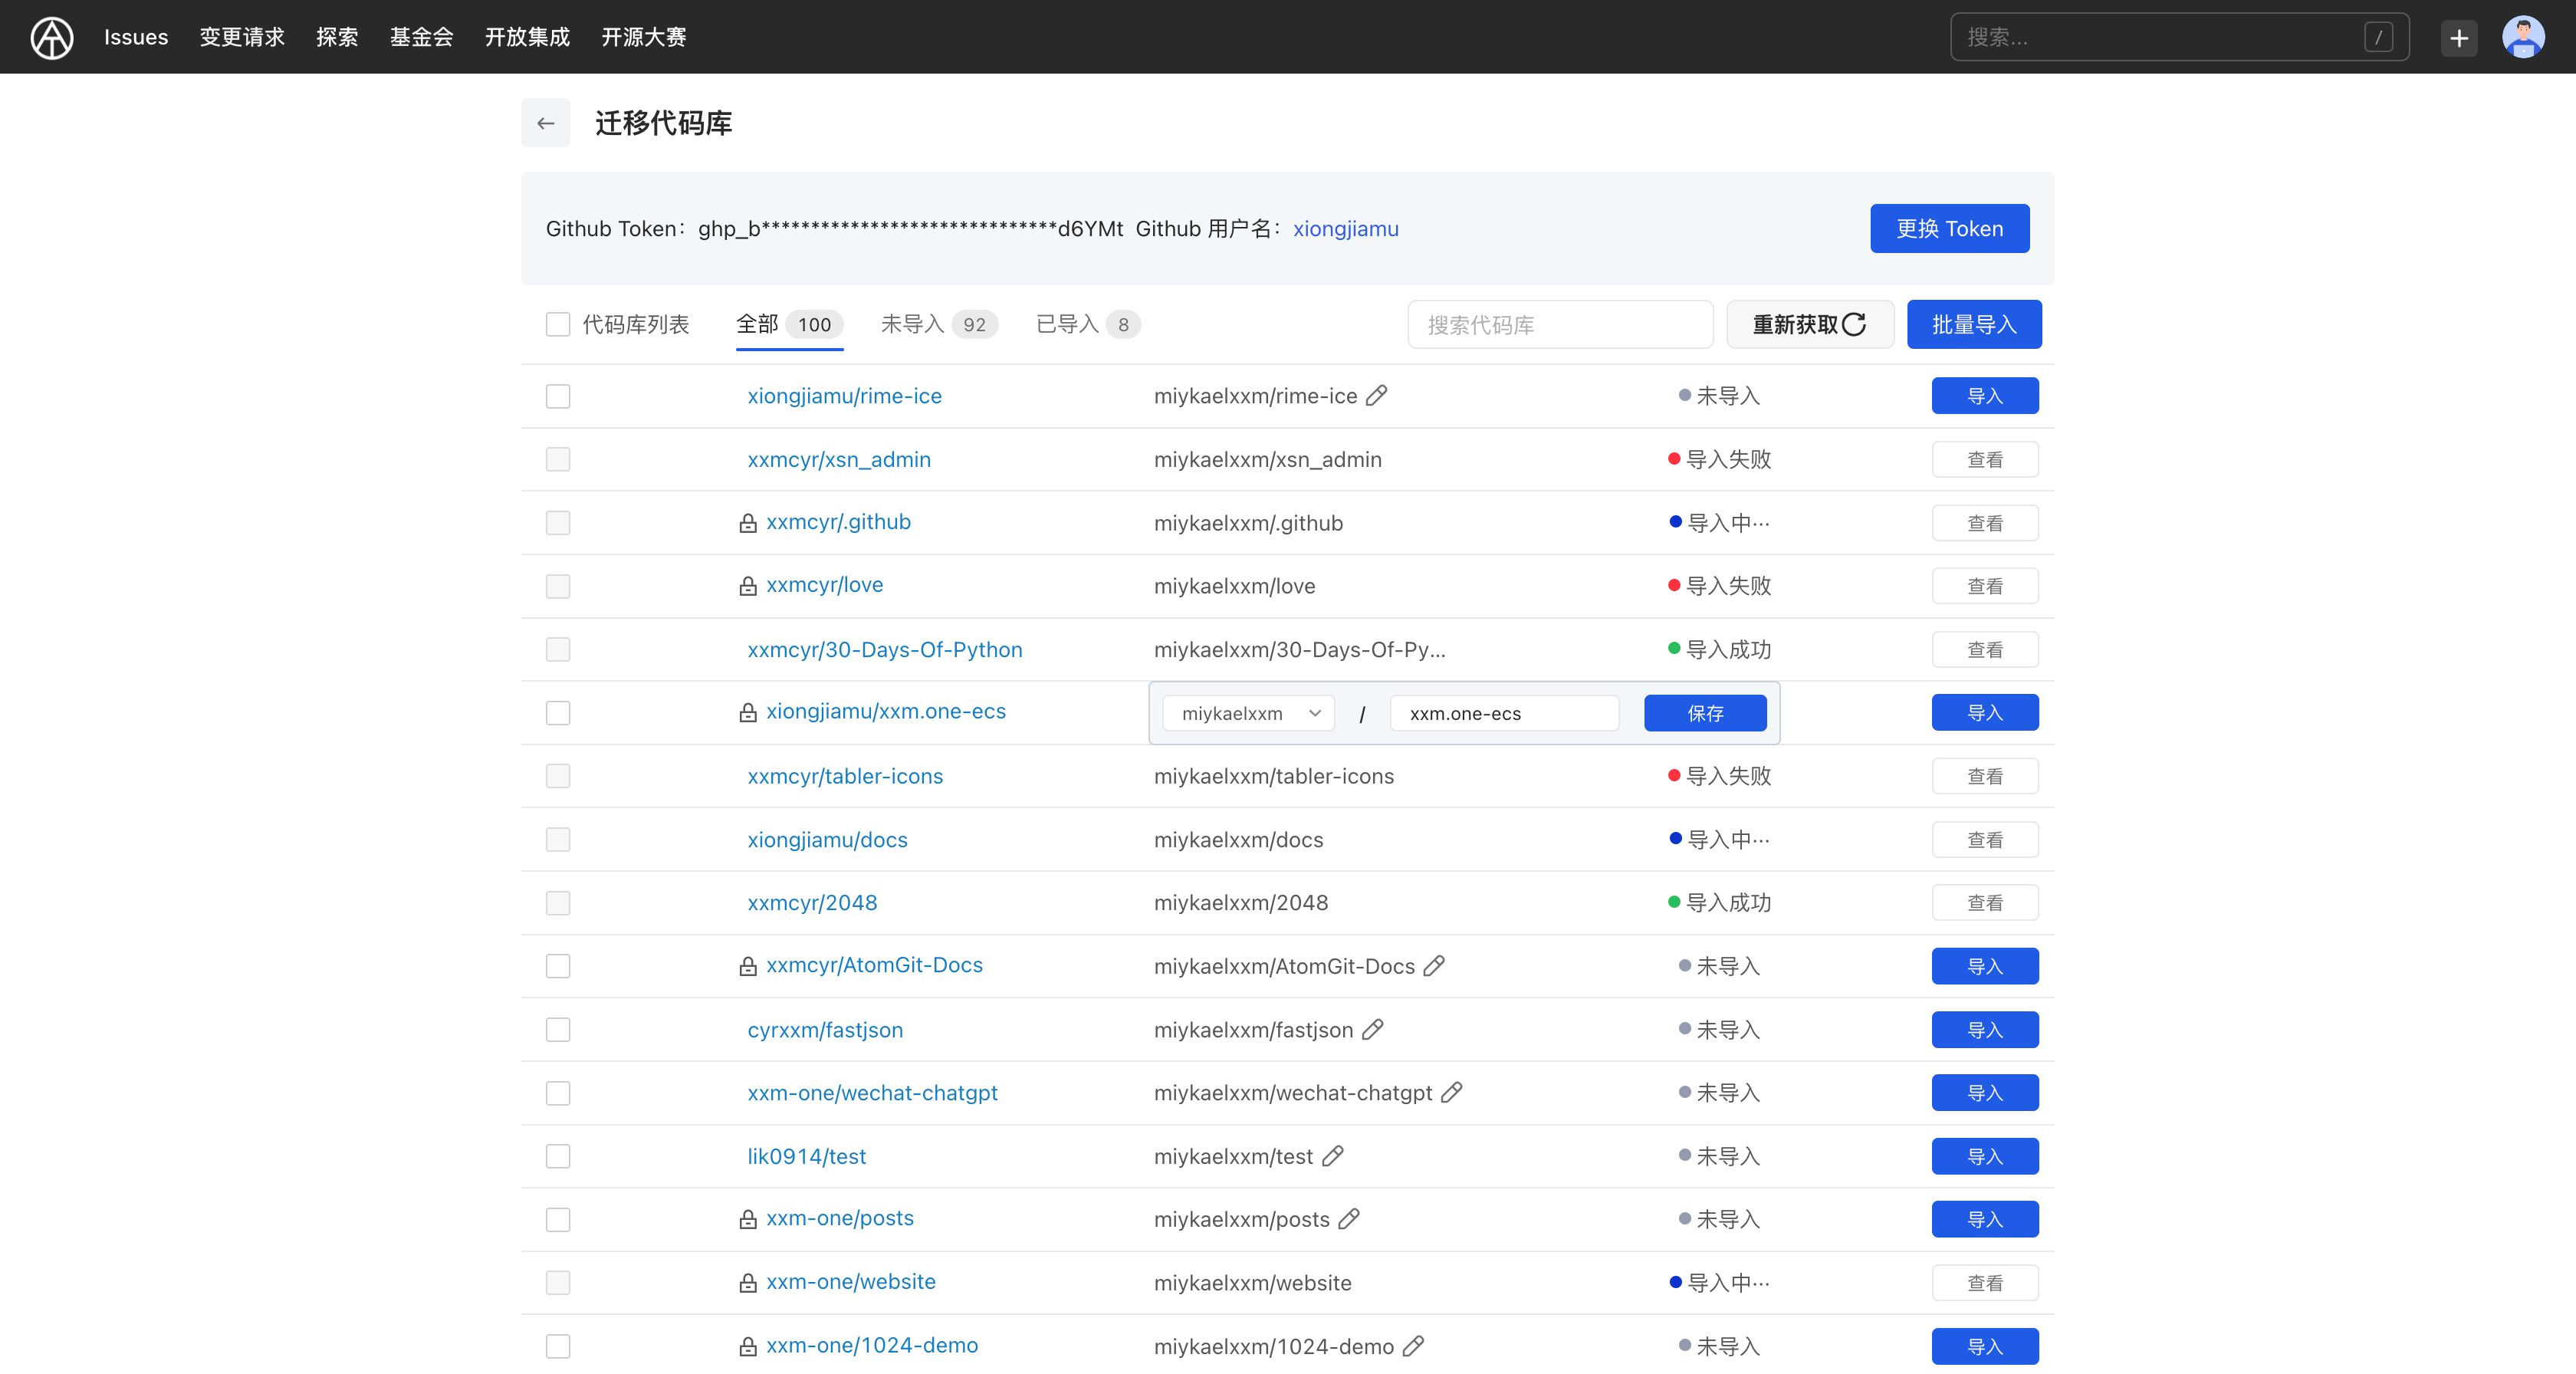 Issues 变更请求 探索 基金会 开放集成 开源大赛 搜索... /
迁移代码库
Github Token：ghp_b******************************d6YMt Github 用户名：xiongjiamu 更换 Token
代码库列表 全部 100 未导入 92 已导入 8 搜索代码库 重新获取 批量导入
xiongjiamu/rime-ice miykaelxxm/rime-ice 未导入 导入
xxmcyr/xsn_admin miykaelxxm/xsn_admin 导入失败 查看
xxmcyr/.github miykaelxxm/.github 导入中... 查看
xxmcyr/love miykaelxxm/love 导入失败 查看
xxmcyr/30-Days-Of-Python miykaelxxm/30-Days-Of-Py... 导入成功 查看
xiongjiamu/xxm.one-ecs miykaelxxm / xxm.one-ecs 保存 导入
xxmcyr/tabler-icons miykaelxxm/tabler-icons 导入失败 查看
xiongjiamu/docs miykaelxxm/docs 导入中... 查看
xxmcyr/2048 miykaelxxm/2048 导入成功 查看
xxmcyr/AtomGit-Docs miykaelxxm/AtomGit-Docs 未导入 导入
cyrxxm/fastjson miykaelxxm/fastjson 未导入 导入
xxm-one/wechat-chatgpt miykaelxxm/wechat-chatgpt 未导入 导入
lik0914/test miykaelxxm/test 未导入 导入
xxm-one/posts miykaelxxm/posts 未导入 导入
xxm-one/website miykaelxxm/website 导入中... 查看
xxm-one/1024-demo miykaelxxm/1024-demo 未导入 导入